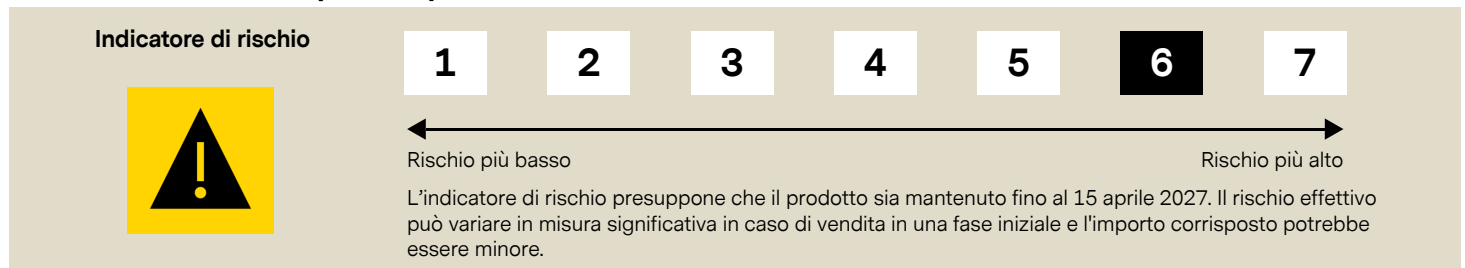 Indicatore di rischio
1 2 3 4 5 6 7
Rischio più basso Rischio più alto
L'indicatore di rischio presuppone che il prodotto sia mantenuto fino al 15 aprile 2027. Il rischio effettivo
può variare in misura significativa in caso di vendita in una fase iniziale e l'importo corrisposto potrebbe
essere minore.